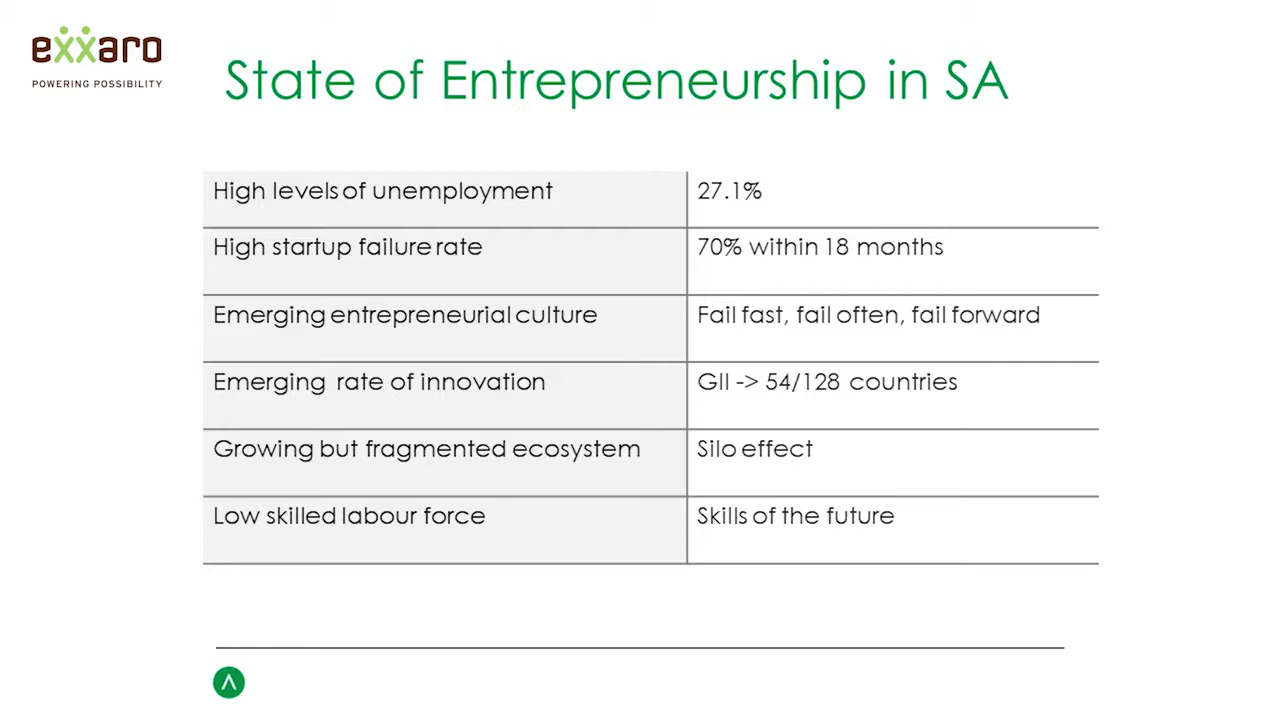 exxaro
POWERING POSSIBILITY
State of Entrepreneurship in SA
High levels of unemployment 27.1%
High startup failure rate 70% within 18 months
Emerging entrepreneurial culture Fail fast, fail often, fail forward
Emerging rate of innovation GII -> 54/128 countries
Growing but fragmented ecosystem Silo effect
Low skilled labour force Skills of the future